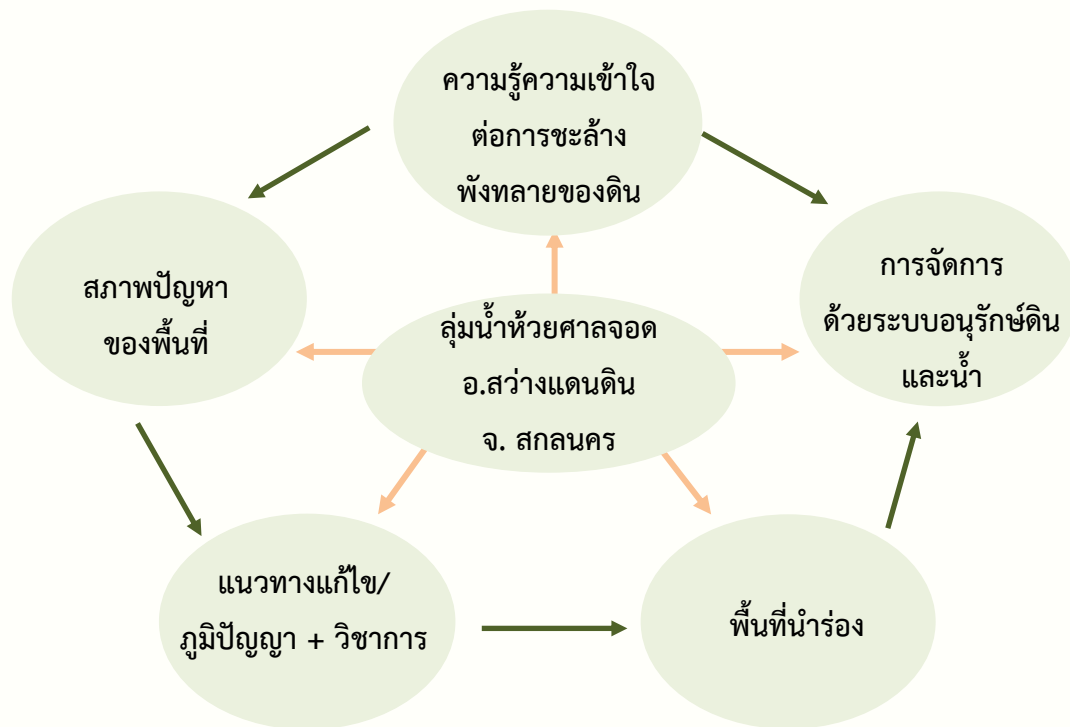 ความรู้ความเข้าใจ
ต่อการชะล้าง
พังทลายของดิน
สภาพปัญหา
ของพื้นที่
ลุ่มน้ำห้วยศาลจอด
อ.สว่างแดนดิน
จ. สกลนคร
การจัดการ
ด้วยระบบอนุรักษ์ดิน
และน้ำ
แนวทางแก้ไข/
ภูมิปัญญา + วิชาการ
พื้นที่นำร่อง